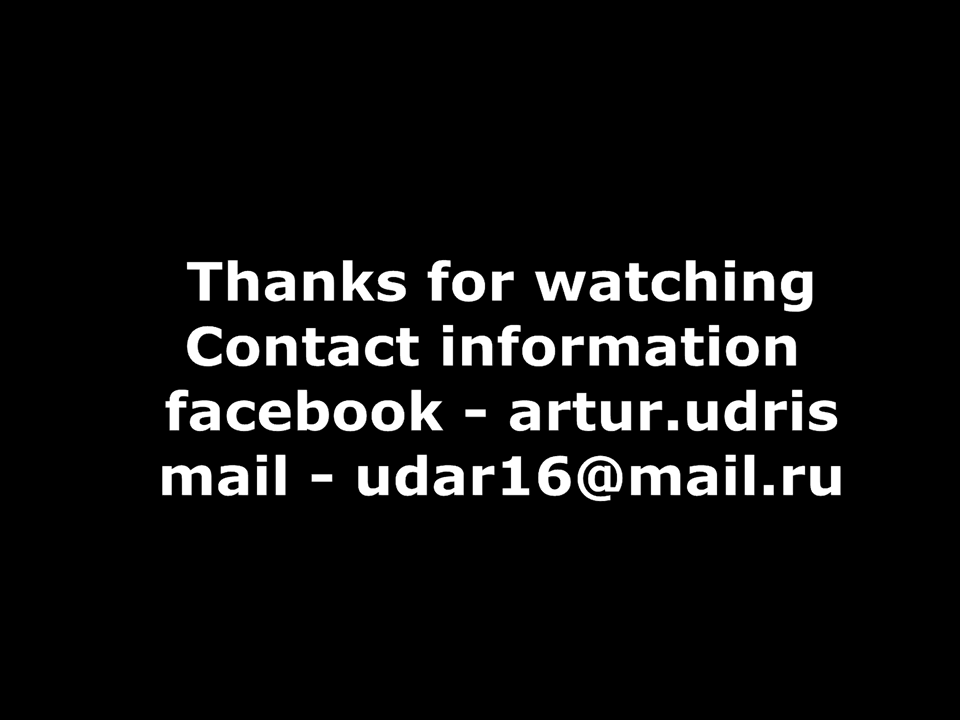 Thanks for watching
Contact information
facebook - artur.udris
mail - udar16@mail.ru